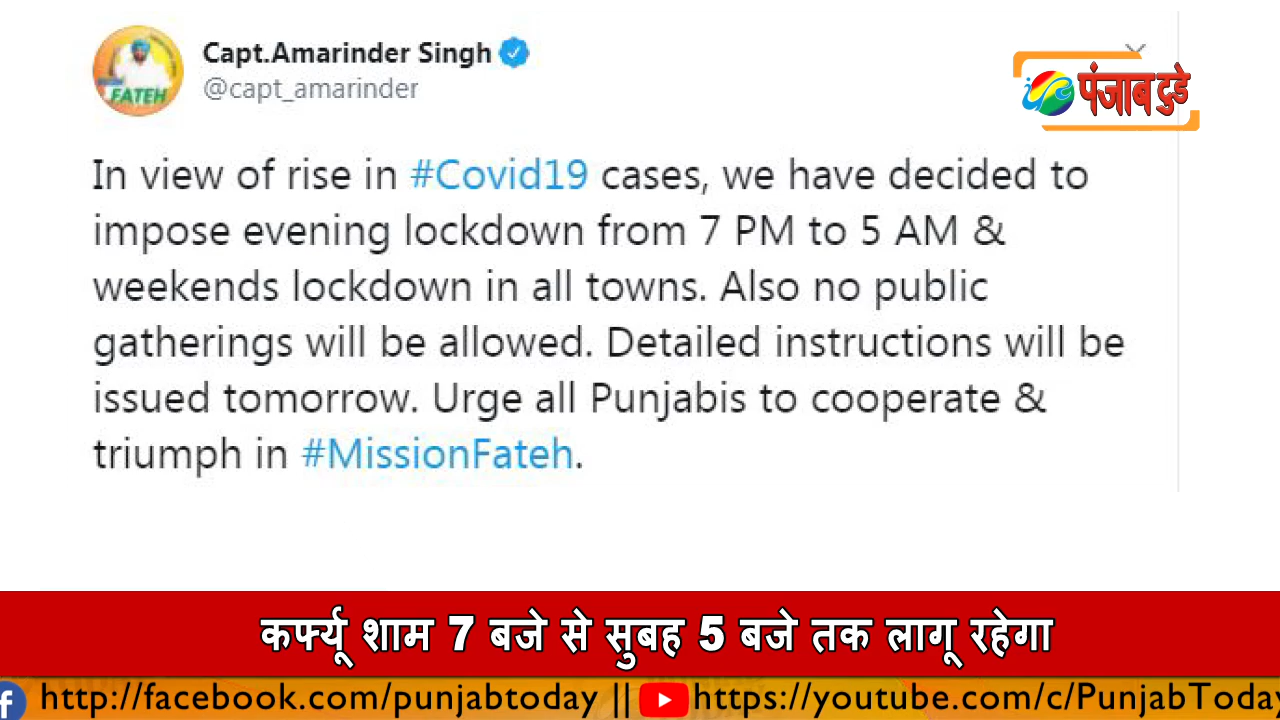 Capt.Amarinder Singh
@capt_amarinder
FATEH
पंजाब टुडे
In view of rise in #Covid19 cases, we have decided to
impose evening lockdown from 7 PM to 5 AM &
weekends lockdown in all towns. Also no public
gatherings will be allowed. Detailed instructions will be
issued tomorrow. Urge all Punjabis to cooperate &
triumph in #MissionFateh.
कर्फ्यू शाम 7 बजे से सुबह 5 बजे तक लागू रहेगा
http://facebook.com/punjabtoday || https://youtube.com/c/PunjabToday